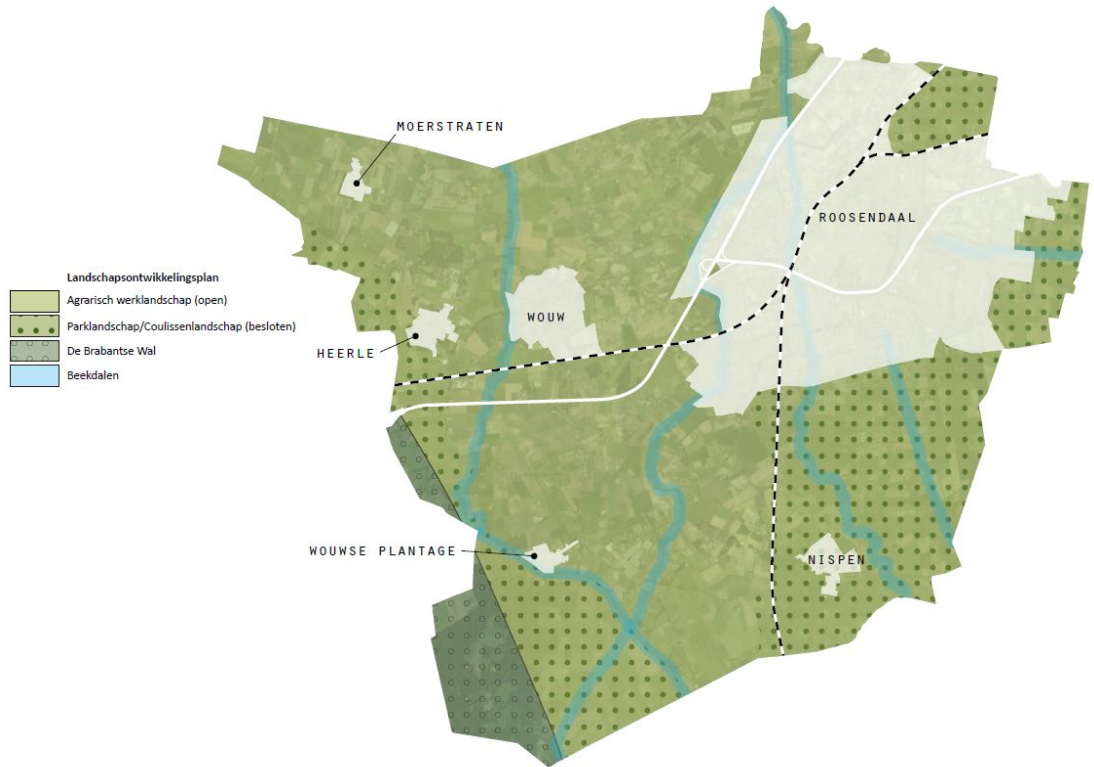 MOERSTRATEN
ROOSENDAAL
Landschapsontwikkelingsplan
Agrarisch werklandschap (open)
Parklandschap/Coulissenlandschap (besloten)
De Brabantse Wal
Beekdalen
WOUW
HEERLE
WOUWSE PLANTAGE
NISPEN